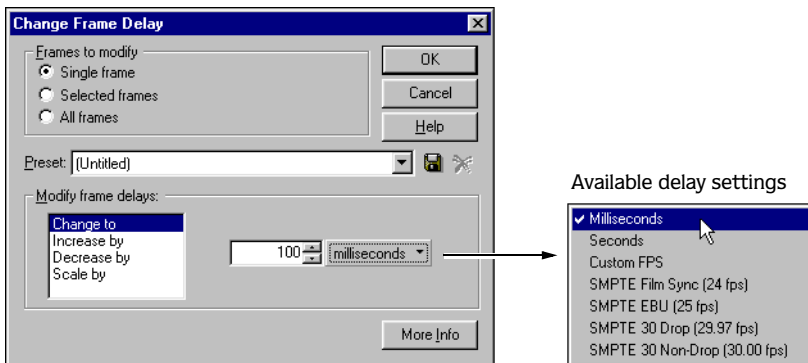 Change Frame Delay
Frames to modify
Single frame
Selected frames
All frames
OK
Cancel
Help
Preset: (Untitled)
Modify frame delays:
Change to
Increase by
Decrease by
Scale by
100 milliseconds
More Info
Available delay settings
Milliseconds
Seconds
Custom FPS
SMPTE Film Sync (24 fps)
SMPTE EBU (25 fps)
SMPTE 30 Drop (29.97 fps)
SMPTE 30 Non-Drop (30.00 fps)